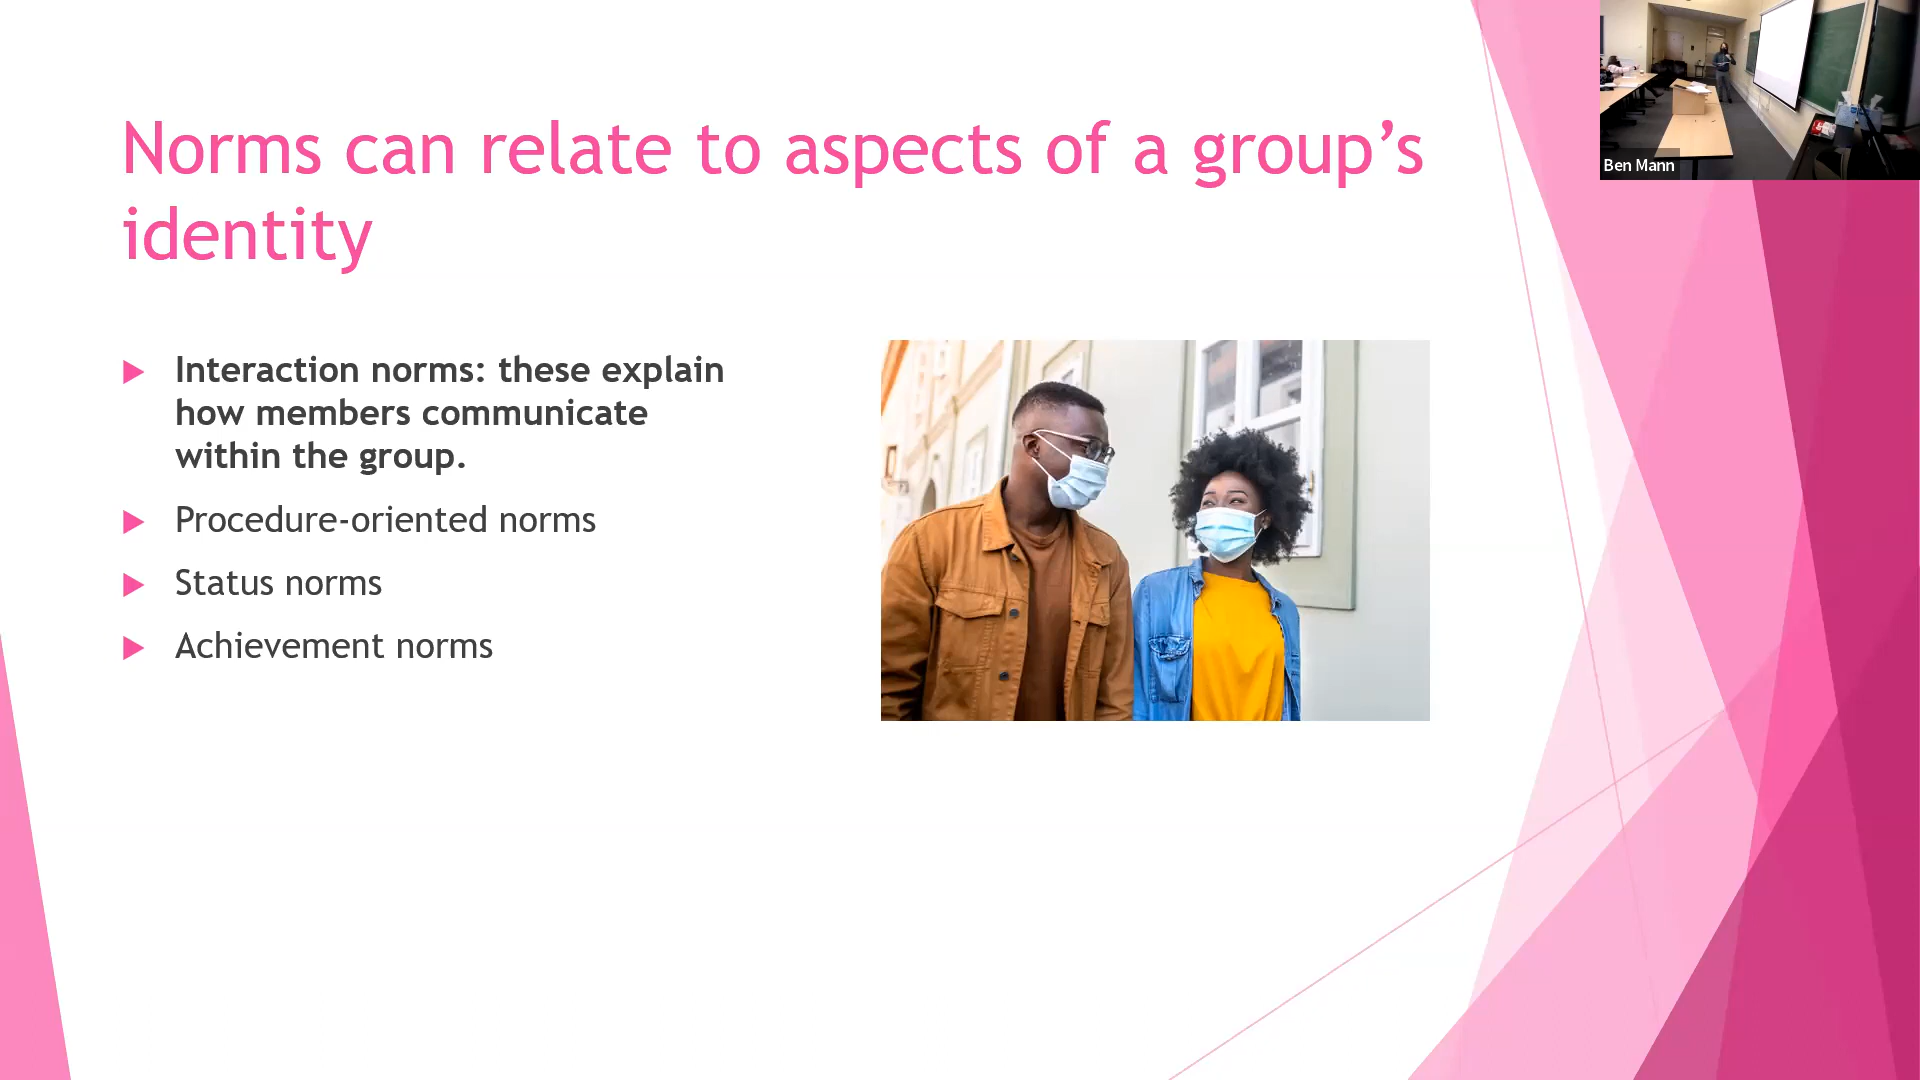 Norms can relate to aspects of a group’s
identity
Interaction norms: these explain
how members communicate
within the group.
Procedure-oriented norms
Status norms
Achievement norms
Ben Mann